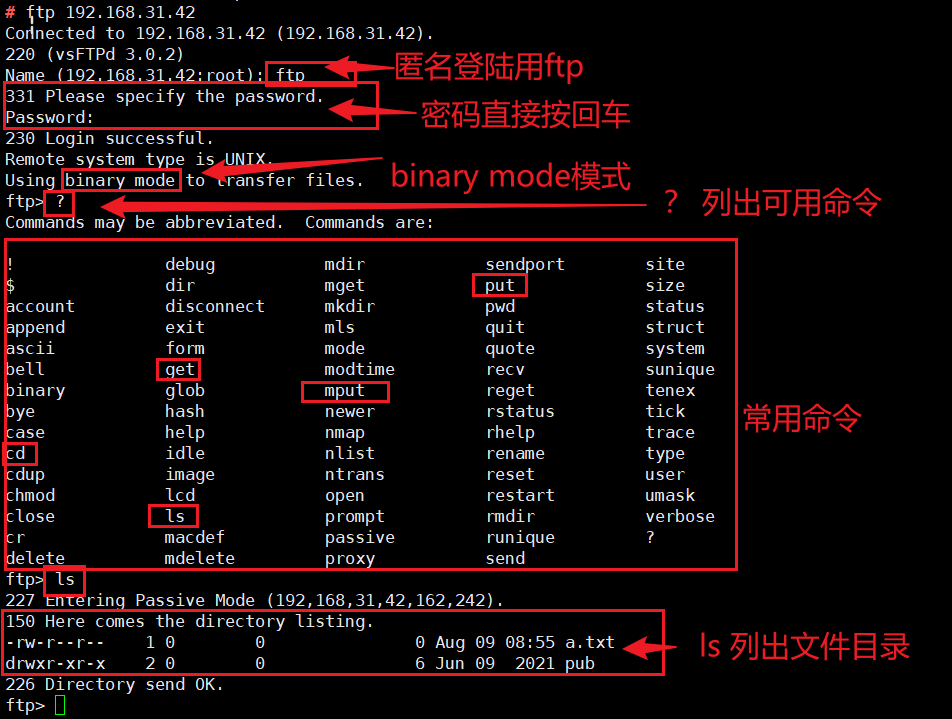 # ftp 192.168.31.42
Connected to 192.168.31.42 (192.168.31.42).
220 (vsFTPd 3.0.2)
Name (192.168.31.42:root): ftp 匿名登陆用ftp
331 Please specify the password.
Password: 密码直接按回车
230 Login successful.
Remote system type is UNIX.
Using binary mode to transfer files. binary mode模式
ftp> ? ？ 列出可用命令
Commands may be abbreviated.  Commands are:
! debug mdir sendport site
$ dir mget put size
account disconnect mkdir pwd status
append exit mls quit struct
ascii form mode quote system
bell get modtime recv sunique
binary glob mput reget tenex
bye hash newer rstatus tick
case help nmap rhelp trace
常用命令
cd idle nlist rename type
cdup image ntrans reset user
chmod lcd open restart umask
close ls prompt rmdir verbose
cr macdef passive runique ?
delete mdelete proxy send
ftp> ls
227 Entering Passive Mode (192,168,31,42,162,242).
150 Here comes the directory listing.
-rw-r--r-- 1 0 0 0 Aug 09 08:55 a.txt
drwxr-xr-x 2 0 0 6 Jun 09 2021 pub
ls 列出文件目录
226 Directory send OK.
ftp>